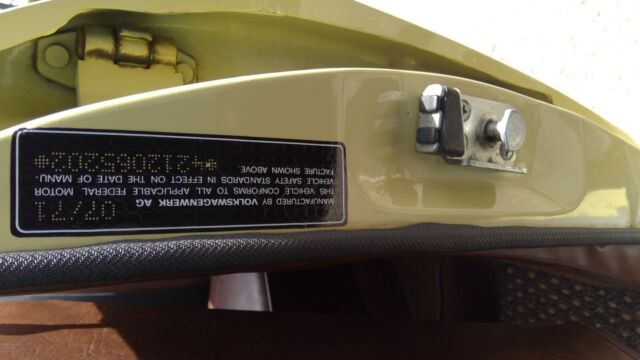 MANUFACTURED BY VOLKSWAGENWERK AG
07/71
THIS VEHICLE CONFORMS TO ALL APPLICABLE FEDERAL MOTOR
VEHICLE SAFETY STANDARDS IN EFFECT ON THE DATE OF MANU-
FACTURE SHOWN ABOVE
*4212065202*